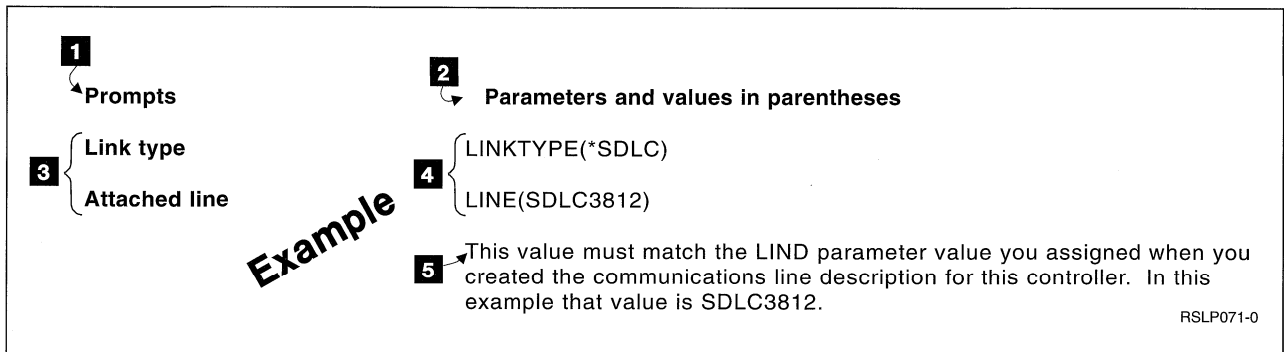 1
2
Prompts
Parameters and values in parentheses
3
Link type
4
LINKTYPE(*SDLC)
Attached line
LINE(SDLC3812)
Example
5
This value must match the LIND parameter value you assigned when you
created the communications line description for this controller. In this
example that value is SDLC3812.
RSLP071-0